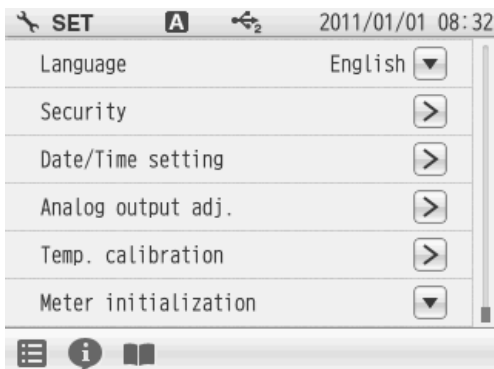 SET A 2 2011/01/01 08:32
Language English
Security
Date/Time setting
Analog output adj.
Temp. calibration
Meter initialization